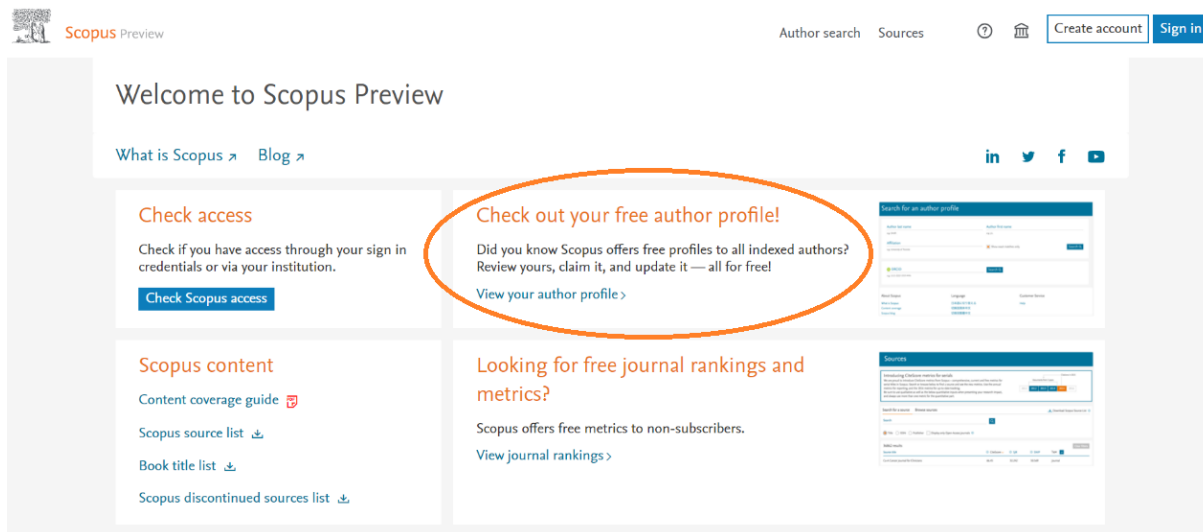 Scopus Preview
Author search Sources
Create account
Sign in
Welcome to Scopus Preview
What is Scopus
Blog
Check access
Check if you have access through your sign in
credentials or via your institution.
Check Scopus access
Check out your free author profile!
Did you know Scopus offers free profiles to all indexed authors?
Review yours, claim it, and update it — all for free!
View your author profile
Search for an author profile
Scopus content
Content coverage guide
Scopus source list
Book title list
Scopus discontinued sources list
Looking for free journal rankings and
metrics?
Scopus offers free metrics to non-subscribers.
View journal rankings
Sources